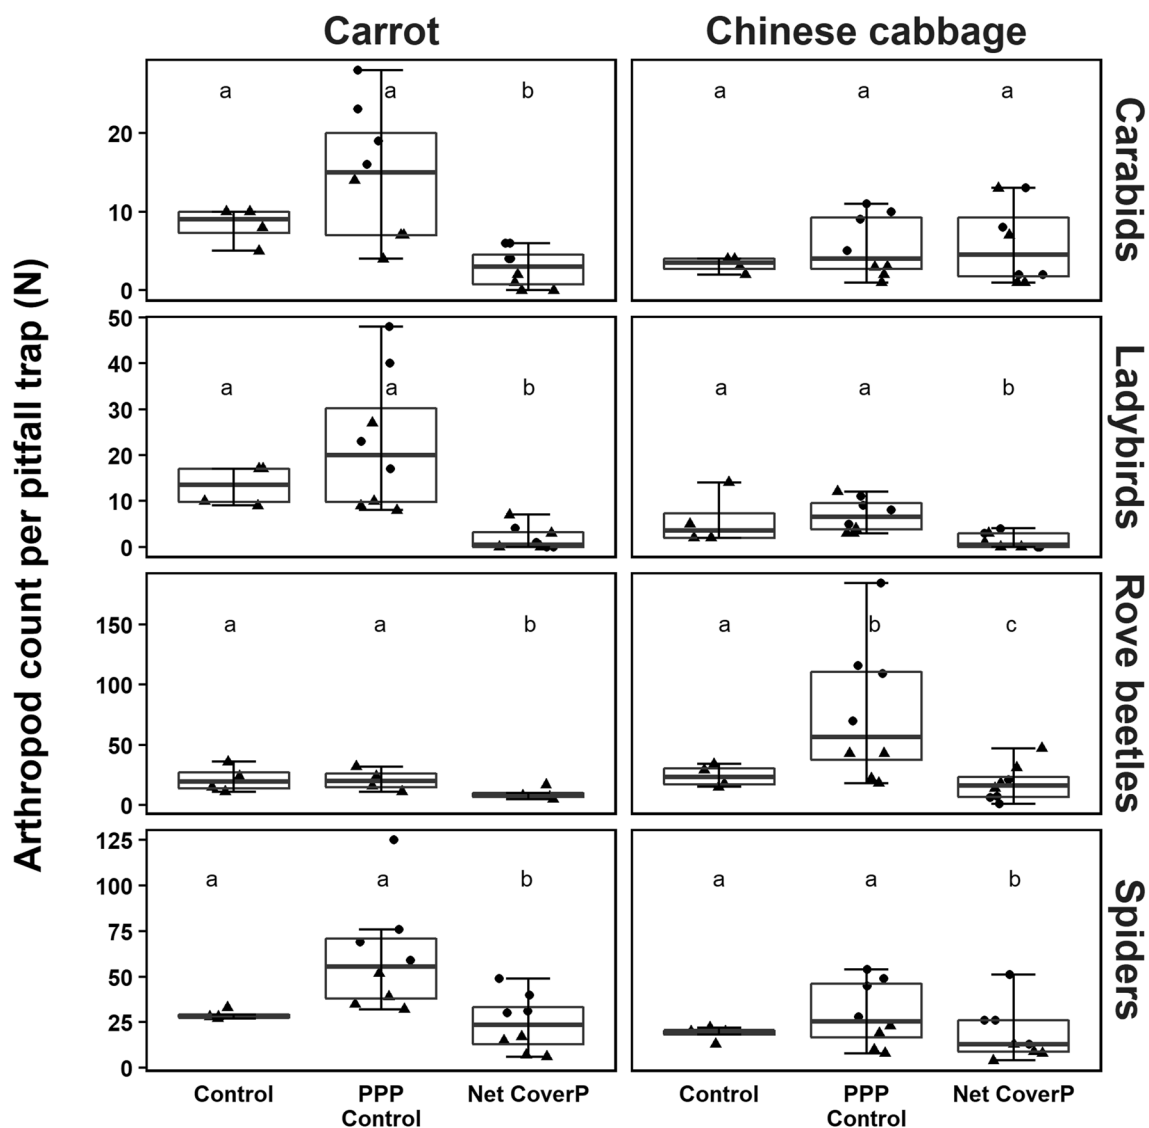 Carrot
Chinese cabbage
Arthropod count per pitfall trap (N)
a a b
a a a
20
10
0
Carabids
a a b
a a b
50
40
30
20
10
0
Ladybirds
a a b
a b c
150
100
50
0
Rove beetles
a a b
a a b
125
100
75
50
25
0
Spiders
Control PPP Control Net CoverP
Control PPP Control Net CoverP